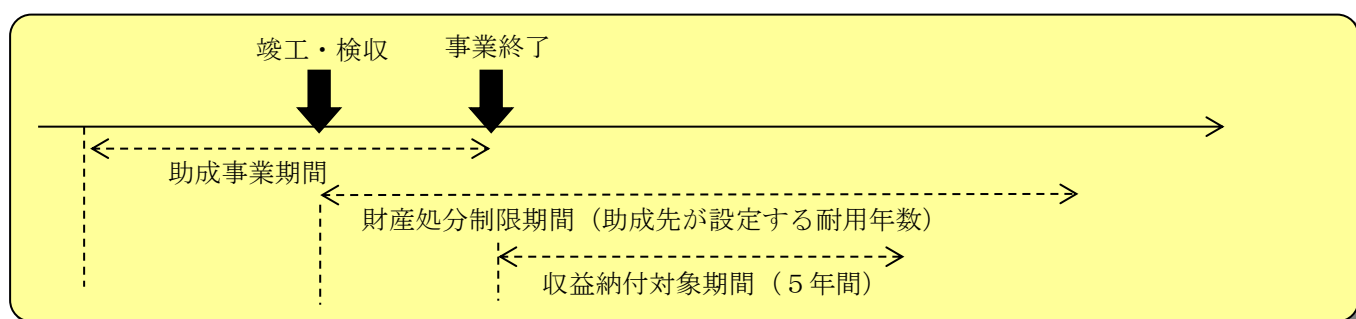 竣工・検収
事業終了
助成事業期間
財産処分制限期間（助成先が設定する耐用年数）
収益納付対象期間（５年間）